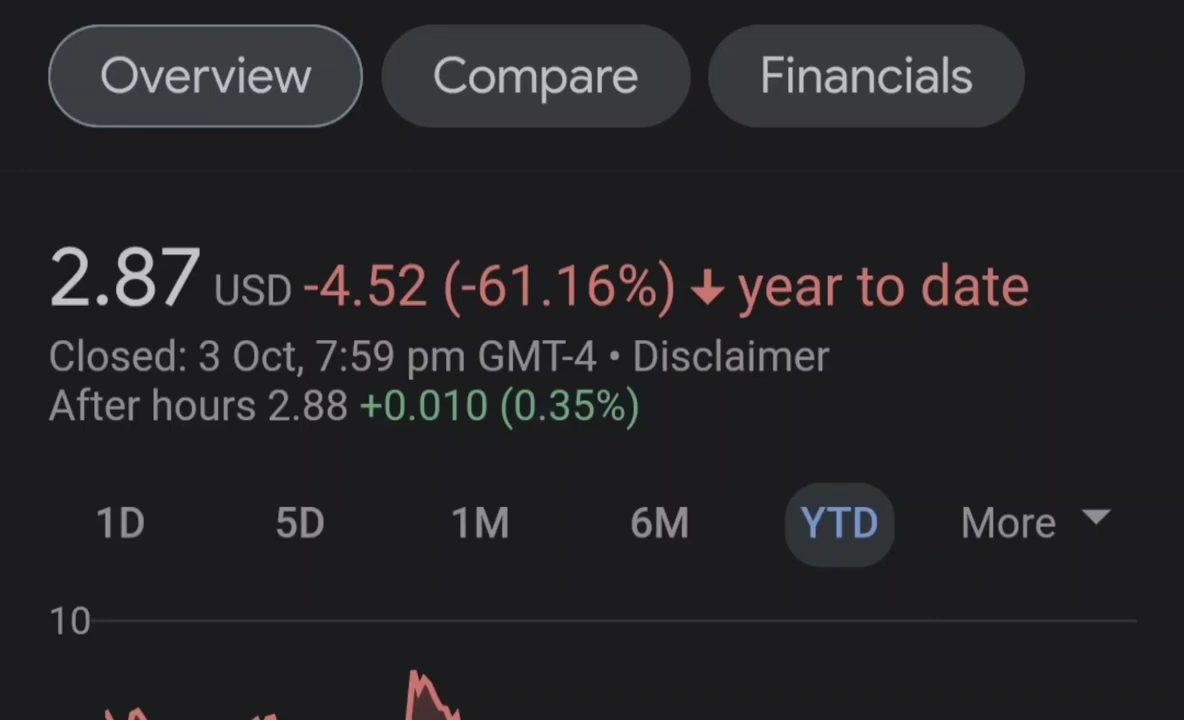 Overview Compare Financials
2.87 USD -4.52 (-61.16%) ↓ year to date
Closed: 3 Oct, 7:59 pm GMT-4 • Disclaimer
After hours 2.88 +0.010 (0.35%)
1D 5D 1M 6M YTD More
10